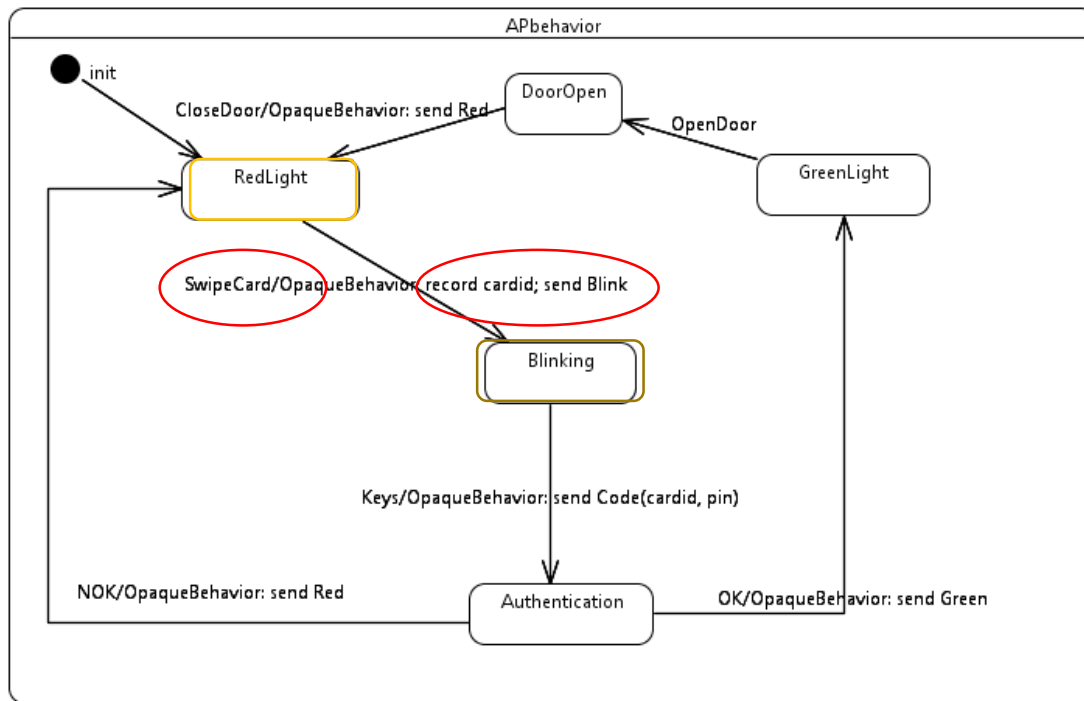 APbehavior
init
DoorOpen
CloseDoor/OpaqueBehavior: send Red
OpenDoor
RedLight
GreenLight
SwipeCard/OpaqueBehavior: record cardid; send Blink
Blinking
Keys/OpaqueBehavior: send Code(cardid, pin)
NOK/OpaqueBehavior: send Red
Authentication
OK/OpaqueBehavior: send Green